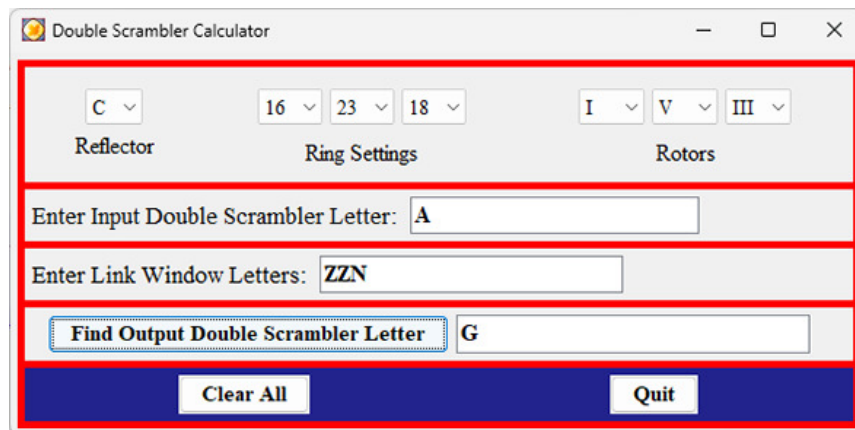 Double Scrambler Calculator
C 16 23 18 I V III
Reflector Ring Settings Rotors
Enter Input Double Scrambler Letter: A
Enter Link Window Letters: ZZN
Find Output Double Scrambler Letter G
Clear All Quit